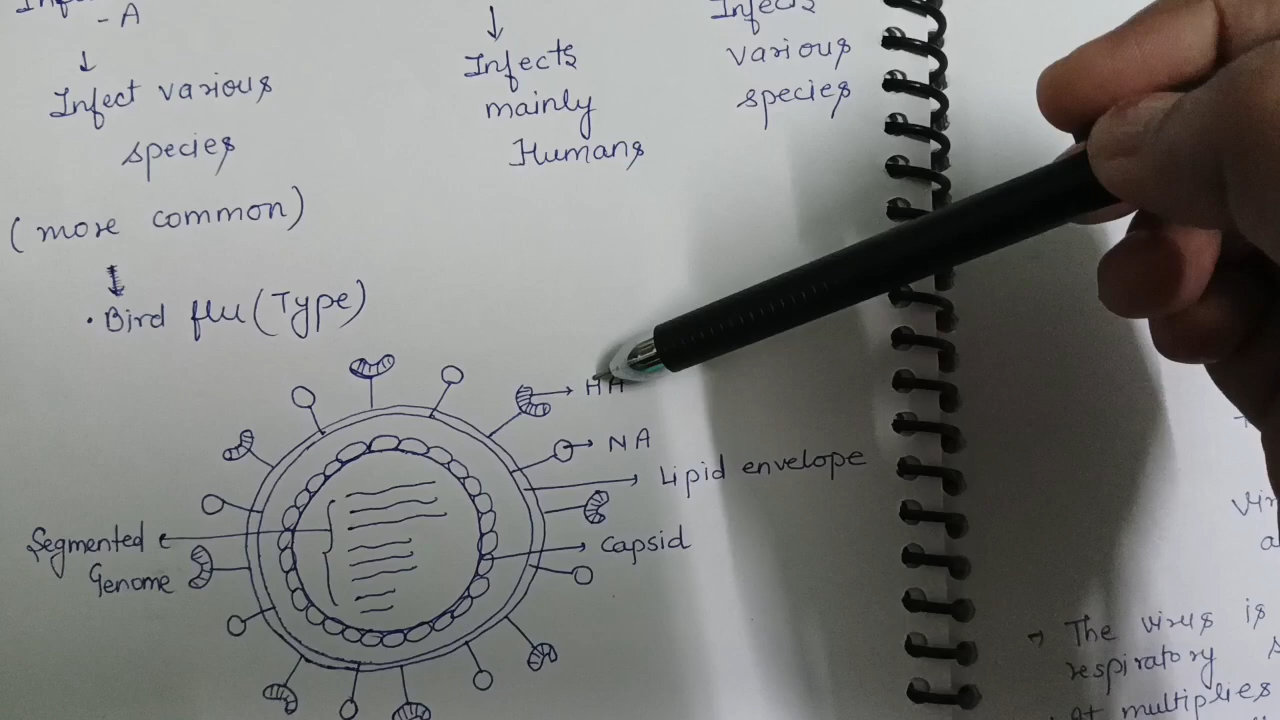 - A
Infect various
species
(more common)
• Bird flu (Type)
Infects
mainly
Humans
Infects
various
species
HA
NA
Lipid envelope
Capsid
Segmented
Genome
The virus is
respiratory
It multiplies